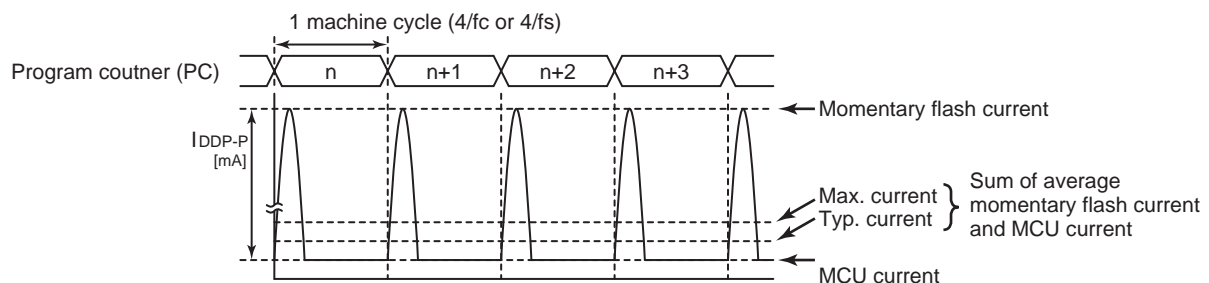 1 machine cycle (4/fc or 4/fs)
Program coutner (PC)
n
n+1
n+2
n+3
Momentary flash current
IDDP-P
[mA]
Max. current
Typ. current
Sum of average
momentary flash current
and MCU current
MCU current